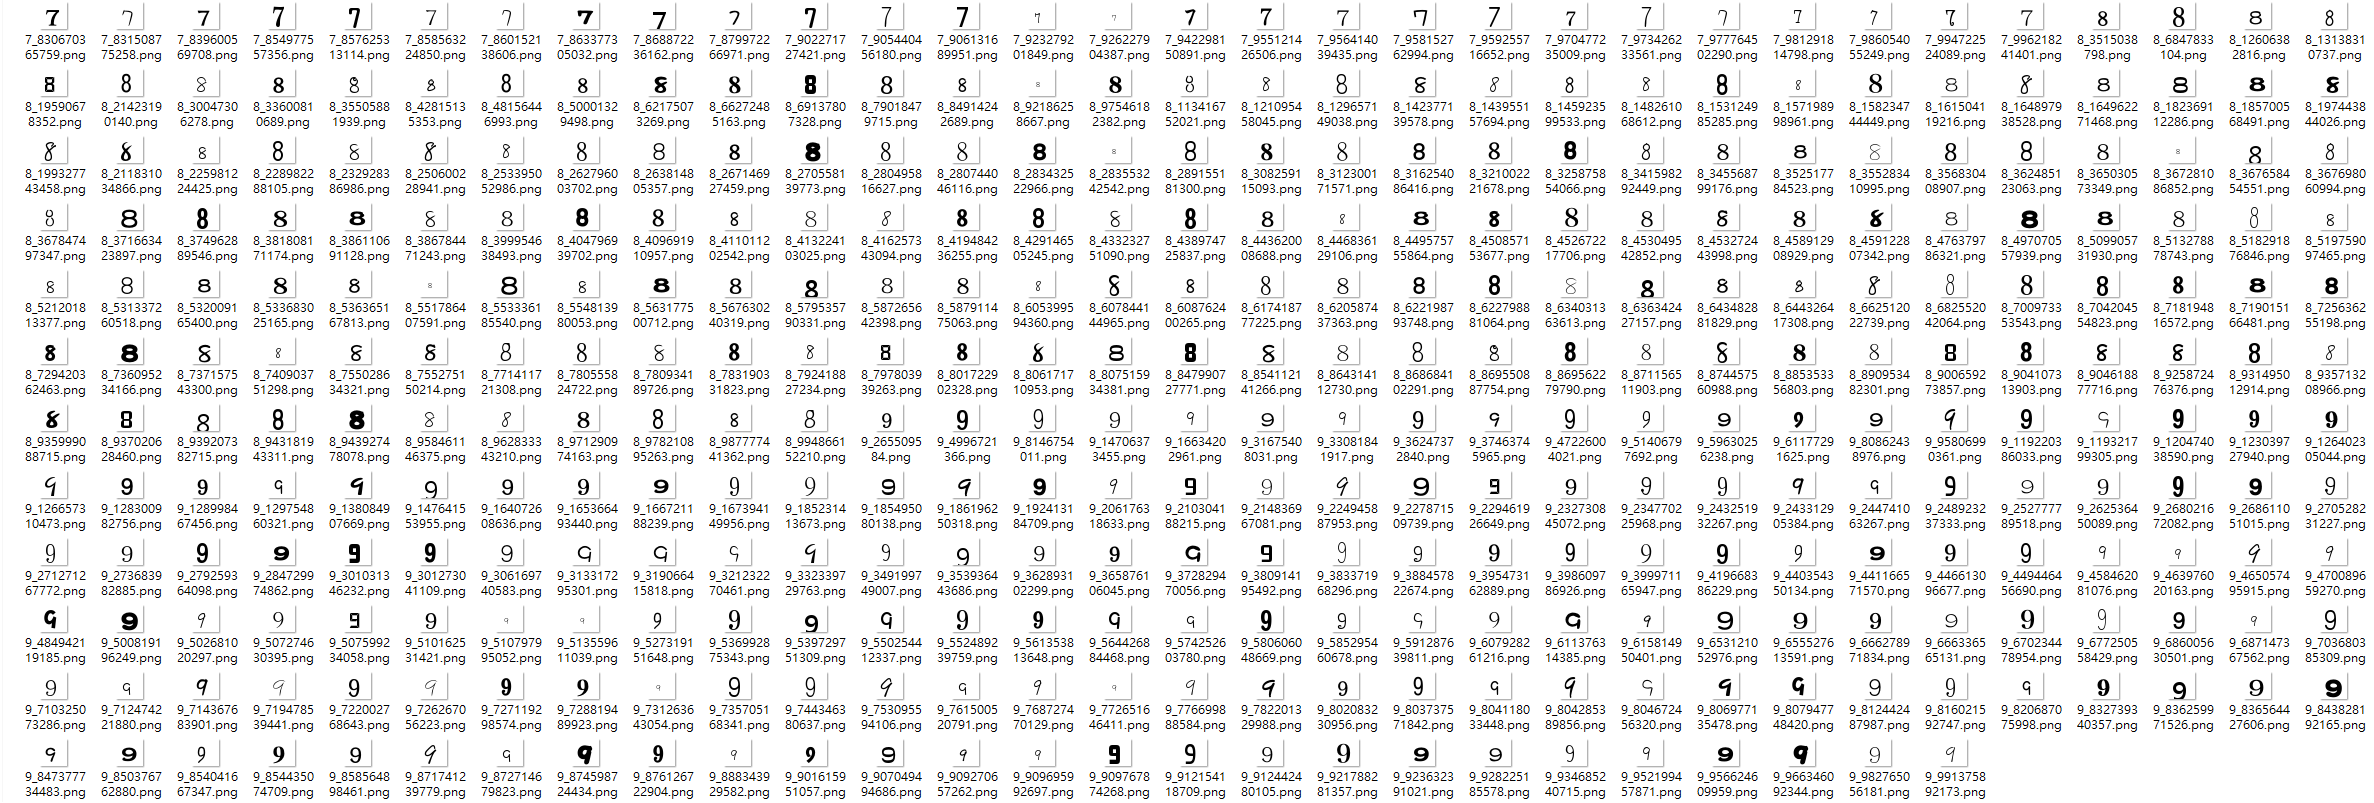 7 7 7 7 7 7 7 7 7 7 7 7 7 7 7 7 7 7 7 7 7 7 7 7 7 7 7 8 8 8 8
7_8306703 7_8315087 7_8396005 7_8549775 7_8576253 7_8585632 7_8601521 7_8633773 7_8688722 7_8799722 7_9022717 7_9054404 7_9061316 7_9232792 7_9262279 7_9422981 7_9551214 7_9564140 7_9581527 7_9592557 7_9704772 7_9734262 7_9777645 7_9812918 7_9860540 7_9947225 7_9962182 8_3515038 8_6847833 8_1260638 8_1313831
65759.png 75258.png 69708.png 57356.png 13114.png 24850.png 38606.png 05032.png 36162.png 66971.png 27421.png 56180.png 89951.png 01849.png 04387.png 50891.png 26506.png 39435.png 62994.png 16652.png 35009.png 33561.png 02290.png 14798.png 55249.png 24089.png 41401.png 798.png 104.png 2816.png 0737.png
8 8 8 8 8 8 8 8 8 8 8 8 8 8 8 8 8 8 8 8 8 8 8 8 8 8 8 8 8 8 8
8_1959067 8_2142319 8_3004730 8_3360081 8_3550588 8_4281513 8_4815644 8_5000132 8_6217507 8_6627248 8_6913780 8_7901847 8_8491424 8_9218625 8_9754618 8_1134167 8_1210954 8_1296571 8_1423771 8_1439551 8_1459235 8_1482610 8_1531249 8_1571989 8_1582347 8_1615041 8_1648979 8_1649622 8_1823691 8_1857005 8_1974438
8352.png 0140.png 6278.png 0689.png 1939.png 5353.png 6993.png 9498.png 3269.png 5163.png 7328.png 9715.png 2689.png 8667.png 2382.png 52021.png 58045.png 49038.png 39578.png 57694.png 99533.png 68612.png 85285.png 98961.png 44449.png 19216.png 38528.png 71468.png 12286.png 68491.png 44026.png
8 8 8 8 8 8 8 8 8 8 8 8 8 8 8 8 8 8 8 8 8 8 8 8 8 8 8 8 8 8 8
8_1993277 8_2118310 8_2259812 8_2289822 8_2329283 8_2506002 8_2533950 8_2627960 8_2638148 8_2671469 8_2705581 8_2804958 8_2807440 8_2834325 8_2835532 8_2891551 8_3082591 8_3123001 8_3162540 8_3210022 8_3258758 8_3415982 8_3455687 8_3525177 8_3552834 8_3568304 8_3624851 8_3650305 8_3672810 8_3676584 8_3676980
43458.png 34866.png 24425.png 88105.png 86986.png 28941.png 52986.png 03702.png 05357.png 27459.png 39773.png 16627.png 46116.png 22966.png 42542.png 81300.png 15093.png 71571.png 86416.png 21678.png 54066.png 92449.png 99176.png 84523.png 10995.png 08907.png 23063.png 73349.png 86852.png 54551.png 60994.png
8 8 8 8 8 8 8 8 8 8 8 8 8 8 8 8 8 8 8 8 8 8 8 8 8 8 8 8 8 8 8
8_3678474 8_3716634 8_3749628 8_3818081 8_3861106 8_3867844 8_3999546 8_4047969 8_4096919 8_4110112 8_4132241 8_4162573 8_4194842 8_4291465 8_4332327 8_4389747 8_4436200 8_4468361 8_4495757 8_4508571 8_4526722 8_4530495 8_4532724 8_4589129 8_4591228 8_4763797 8_4970705 8_5099057 8_5132788 8_5182918 8_5197590
97347.png 23897.png 89546.png 71174.png 91128.png 71243.png 38493.png 39702.png 10957.png 02542.png 03025.png 43094.png 36255.png 05245.png 51090.png 25837.png 08688.png 29106.png 55864.png 53677.png 17706.png 42852.png 43998.png 08929.png 07342.png 86321.png 57939.png 31930.png 78743.png 76846.png 97465.png
8 8 8 8 8 8 8 8 8 8 8 8 8 8 8 8 8 8 8 8 8 8 8 8 8 8 8 8 8 8 8
8_5212018 8_5313372 8_5320091 8_5336830 8_5363651 8_5517864 8_5533361 8_5548139 8_5631775 8_5676302 8_5795357 8_5872656 8_5879114 8_6053995 8_6078441 8_6087624 8_6174187 8_6205874 8_6221987 8_6227988 8_6340313 8_6363424 8_6434828 8_6443264 8_6625120 8_6825520 8_7009733 8_7042045 8_7181948 8_7190151 8_7256362
13377.png 60518.png 65400.png 25165.png 67813.png 07591.png 85540.png 80053.png 00712.png 40319.png 90331.png 42398.png 75063.png 94360.png 44965.png 00265.png 77225.png 37363.png 93748.png 81064.png 63613.png 27157.png 81829.png 17308.png 22739.png 42064.png 53543.png 54823.png 16572.png 66481.png 55198.png
8 8 8 8 8 8 8 8 8 8 8 8 8 8 8 8 8 8 8 8 8 8 8 8 8 8 8 8 8 8 8
8_7294203 8_7360952 8_7371575 8_7409037 8_7550286 8_7552751 8_7714117 8_7805558 8_7809341 8_7831903 8_7924188 8_7978039 8_8017229 8_8061717 8_8075159 8_8479907 8_8541121 8_8643141 8_8686841 8_8695508 8_8695622 8_8711565 8_8744575 8_8853533 8_8909534 8_9006592 8_9041073 8_9046188 8_9258724 8_9314950 8_9357132
62463.png 34166.png 43300.png 51298.png 34321.png 50214.png 21308.png 24722.png 89726.png 31823.png 27234.png 39263.png 02328.png 10953.png 34381.png 27771.png 41266.png 12730.png 02291.png 87754.png 79790.png 11903.png 60988.png 56803.png 82301.png 73857.png 13903.png 77716.png 76376.png 12914.png 08966.png
8 8 8 8 8 8 8 8 8 8 8 9 9 9 9 9 9 9 9 9 9 9 9 9 9 9 9 9 9 9 9
8_9359990 8_9370206 8_9392073 8_9431819 8_9439274 8_9584611 8_9628333 8_9712909 8_9782108 8_9877774 8_9948661 9_2655095 9_4996721 9_8146754 9_1470637 9_1663420 9_3167540 9_3308184 9_3624737 9_3746374 9_4722600 9_5140679 9_5963025 9_6117729 9_8086243 9_9580699 9_1192203 9_1193217 9_1204740 9_1230397 9_1264023
88715.png 28460.png 82715.png 43311.png 78078.png 46375.png 43210.png 74163.png 95263.png 41362.png 52210.png 84.png 366.png 011.png 3455.png 2961.png 8031.png 1917.png 2840.png 5965.png 4021.png 7692.png 6238.png 1625.png 8976.png 0361.png 86033.png 99305.png 38590.png 27940.png 05044.png
9 9 9 9 9 9 9 9 9 9 9 9 9 9 9 9 9 9 9 9 9 9 9 9 9 9 9 9 9 9 9
9_1266573 9_1283009 9_1289984 9_1297548 9_1380849 9_1476415 9_1640726 9_1653664 9_1667211 9_1673941 9_1852314 9_1854950 9_1861962 9_1924131 9_2061763 9_2103041 9_2148369 9_2249458 9_2278715 9_2294619 9_2327308 9_2347702 9_2432519 9_2433129 9_2447410 9_2489232 9_2527777 9_2625364 9_2680216 9_2686110 9_2705282
10473.png 82756.png 67456.png 60321.png 07669.png 53955.png 08636.png 93440.png 88239.png 49956.png 13673.png 80138.png 50318.png 84709.png 18633.png 88215.png 67081.png 87953.png 09739.png 26649.png 45072.png 25968.png 32267.png 05384.png 63267.png 37333.png 89518.png 50089.png 72082.png 51015.png 31227.png
9 9 9 9 9 9 9 9 9 9 9 9 9 9 9 9 9 9 9 9 9 9 9 9 9 9 9 9 9 9 9
9_2712712 9_2736839 9_2792593 9_2847299 9_3010313 9_3012730 9_3061697 9_3133172 9_3190664 9_3212322 9_3323397 9_3491997 9_3539364 9_3628931 9_3658761 9_3728294 9_3809141 9_3833719 9_3884578 9_3954731 9_3986097 9_3999711 9_4196683 9_4403543 9_4411665 9_4466130 9_4494464 9_4584620 9_4639760 9_4650574 9_4700896
67772.png 82885.png 64098.png 74862.png 46232.png 41109.png 40583.png 95301.png 15818.png 70461.png 29763.png 49007.png 43686.png 02299.png 06045.png 70056.png 95492.png 68296.png 22674.png 62889.png 86926.png 65947.png 86229.png 50134.png 71570.png 96677.png 56690.png 81076.png 20163.png 95915.png 59270.png
9 9 9 9 9 9 9 9 9 9 9 9 9 9 9 9 9 9 9 9 9 9 9 9 9 9 9 9 9 9 9
9_4849421 9_5008191 9_5026810 9_5072746 9_5075992 9_5101625 9_5107979 9_5135596 9_5273191 9_5369928 9_5397297 9_5502544 9_5524892 9_5613538 9_5644268 9_5742526 9_5806060 9_5852954 9_5912876 9_6079282 9_6113763 9_6158149 9_6531210 9_6555276 9_6662789 9_6663365 9_6702344 9_6772505 9_6860056 9_6871473 9_7036803
19185.png 96249.png 20297.png 30395.png 34058.png 31421.png 95052.png 11039.png 51648.png 75343.png 51309.png 12337.png 39759.png 13648.png 84468.png 03780.png 48669.png 60678.png 39811.png 61216.png 14385.png 50401.png 52976.png 13591.png 71834.png 65131.png 78954.png 58429.png 30501.png 67562.png 85309.png
9 9 9 9 9 9 9 9 9 9 9 9 9 9 9 9 9 9 9 9 9 9 9 9 9 9 9 9 9 9 9
9_7103250 9_7124742 9_7143676 9_7194785 9_7220027 9_7262670 9_7271192 9_7288194 9_7312636 9_7357051 9_7443463 9_7530955 9_7615005 9_7687274 9_7726516 9_7766998 9_7822013 9_8020832 9_8037375 9_8041180 9_8042853 9_8046724 9_8069771 9_8079477 9_8124424 9_8160215 9_8206870 9_8327393 9_8362599 9_8365644 9_8438281
73286.png 21880.png 83901.png 39441.png 68643.png 56223.png 98574.png 89923.png 43054.png 68341.png 80637.png 94106.png 20791.png 70129.png 46411.png 88584.png 29988.png 30956.png 71842.png 33448.png 89856.png 56320.png 35478.png 48420.png 87987.png 92747.png 75998.png 40357.png 71526.png 27606.png 92165.png
9 9 9 9 9 9 9 9 9 9 9 9 9 9 9 9 9 9 9 9 9 9 9 9 9 9
9_8473777 9_8503767 9_8540416 9_8544350 9_8585648 9_8717412 9_8727146 9_8745987 9_8761267 9_8883439 9_9016159 9_9070494 9_9092706 9_9096959 9_9097678 9_9121541 9_9124424 9_9217882 9_9236323 9_9282251 9_9346852 9_9521994 9_9566246 9_9663460 9_9827650 9_9913758
34483.png 62880.png 67347.png 74709.png 98461.png 39779.png 79823.png 24434.png 22904.png 29582.png 51057.png 94686.png 57262.png 92697.png 74268.png 18709.png 80105.png 81357.png 91021.png 85578.png 40715.png 57871.png 09959.png 92344.png 56181.png 92173.png